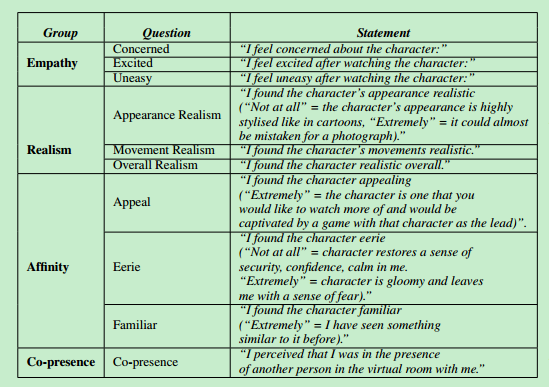 Group Question Statement
Empathy
Concerned “I feel concerned about the character:”
Excited “I feel excited after watching the character:”
Uneasy “I feel uneasy after watching the character:”
Realism
Appearance Realism
“I found the character’s appearance realistic
(“Not at all” = the character’s appearance is highly
stylised like in cartoons, “Extremely” = it could almost
be mistaken for a photograph).”
Movement Realism “I found the character’s movements realistic.”
Overall Realism “I found the character realistic overall.”
Affinity
Appeal
“I found the character appealing
(“Extremely” = the character is one that you
would like to watch more of and would be
captivated by a game with that character as the lead)”.
Eerie
“I found the character eerie
(“Not at all” = character restores a sense of
security, confidence, calm in me.
“Extremely” = character is gloomy and leaves
me with a sense of fear).”
Familiar
“I found the character familiar
(“Extremely” = I have seen something
similar to it before).”
Co-presence Co-presence
“I perceived that I was in the presence
of another person in the virtual room with me.”